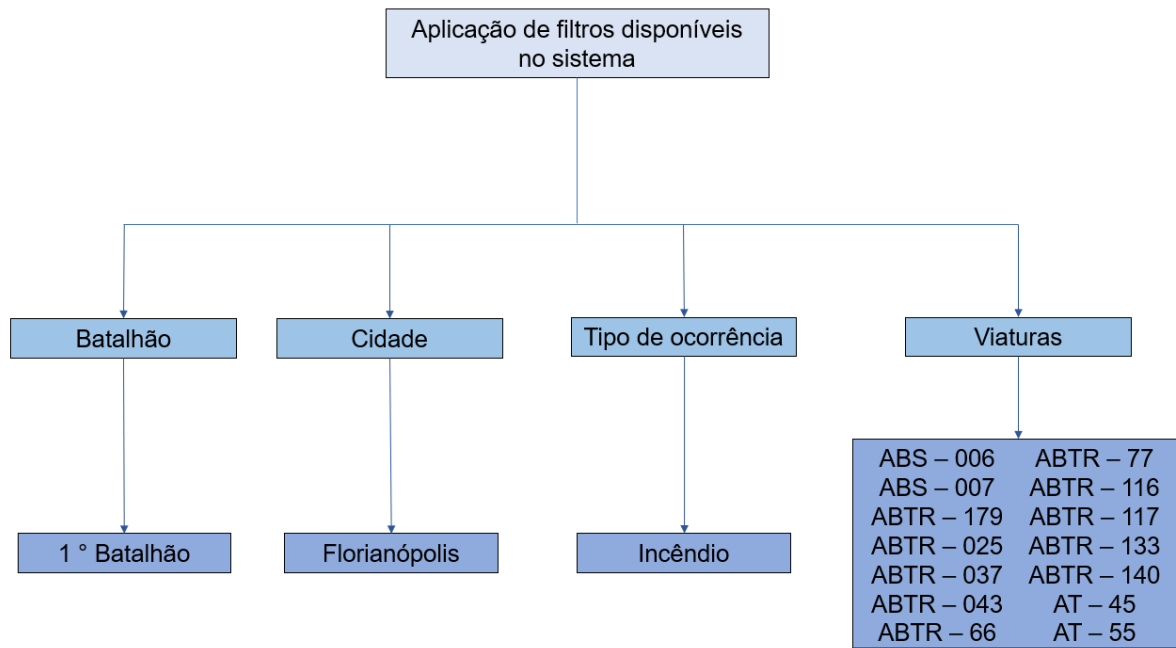 Aplicação de filtros disponíveis
no sistema
Batalhão
Cidade
Tipo de ocorrência
Viaturas
1 ° Batalhão
Florianópolis
Incêndio
ABS – 006
ABS – 007
ABTR – 179
ABTR – 025
ABTR – 037
ABTR – 043
ABTR – 66
ABTR – 77
ABTR – 116
ABTR – 117
ABTR – 133
ABTR – 140
AT – 45
AT – 55